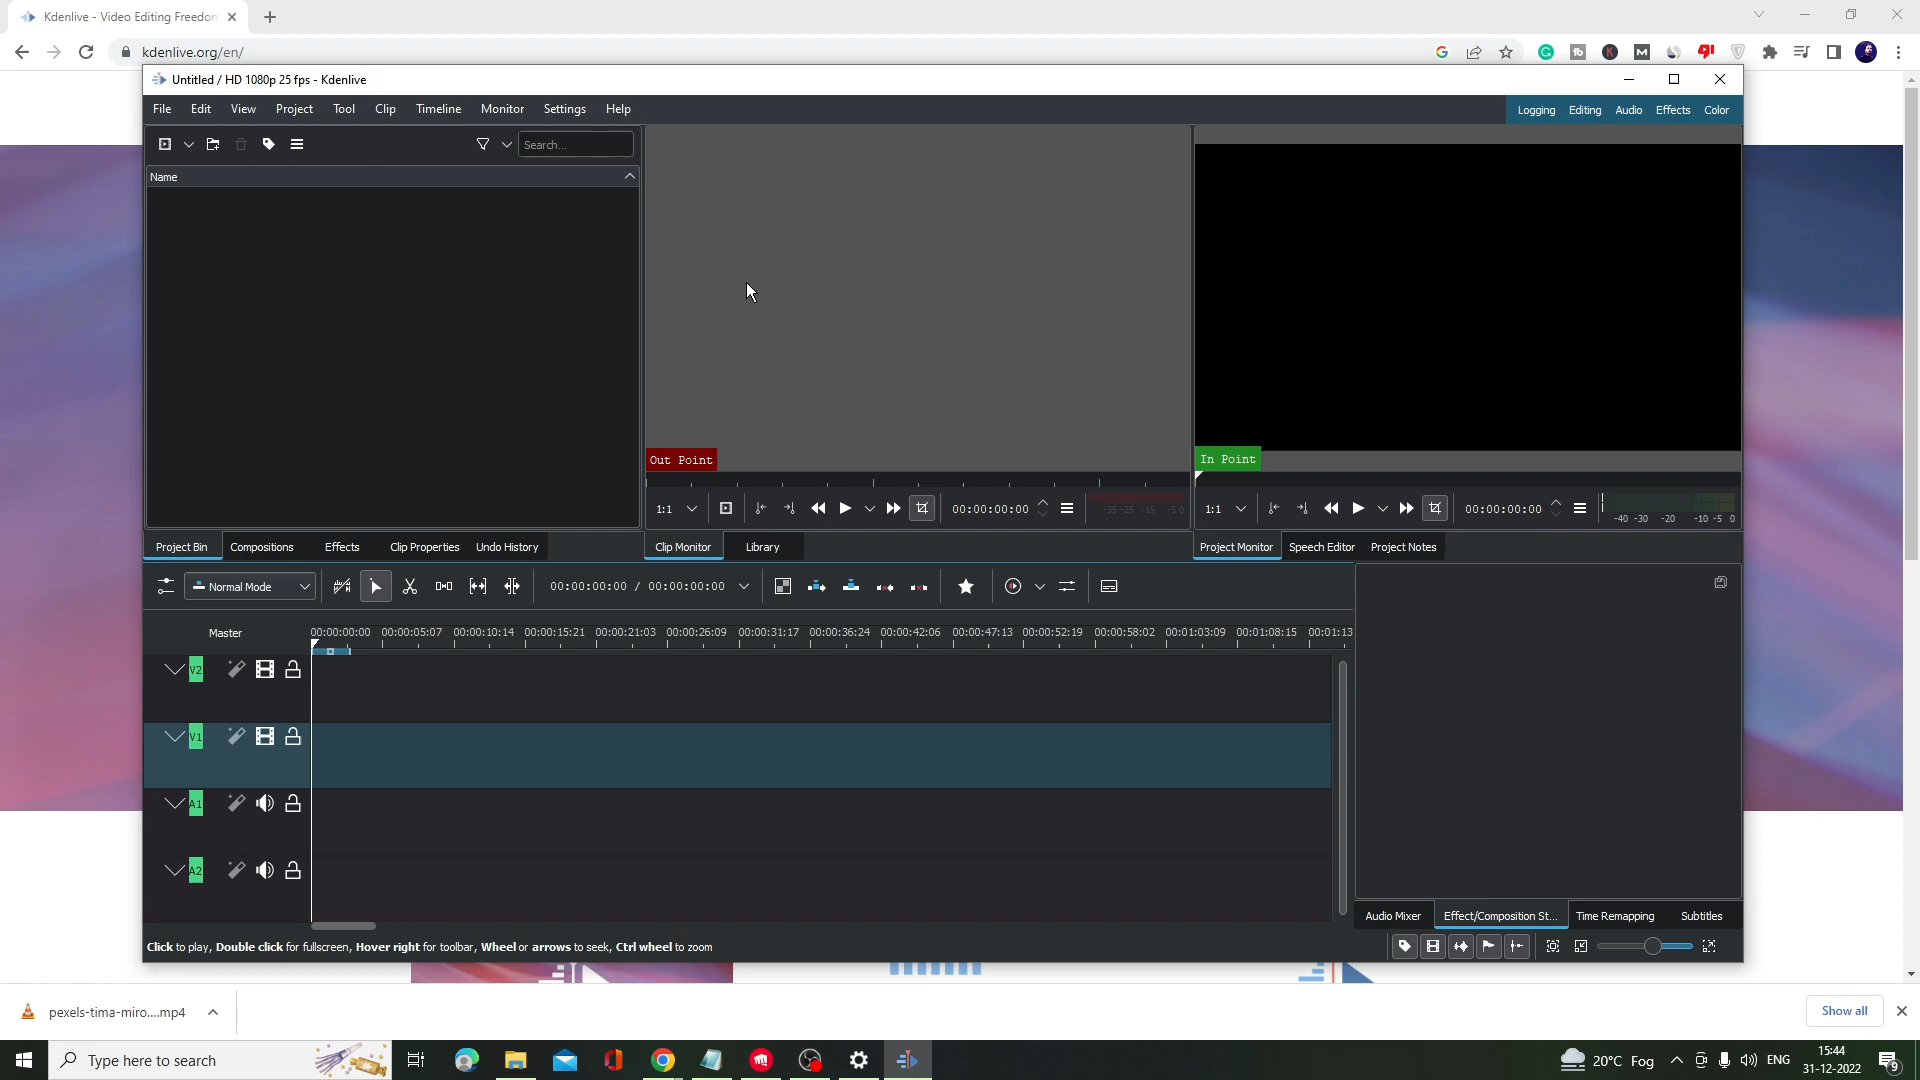 Kdenlive - Video Editing Freedom
kdenlive.org/en/
Untitled / HD 1080p 25 fps - Kdenlive
File Edit View Project Tool Clip Timeline Monitor Settings Help
Logging Editing Audio Effects Color
Search...
Name
Out Point
In Point
1:1 00:00:00:00 -35 -25 -15 -5 0
1:1 00:00:00:00 -40 -30 -20 -10 -5 0
Project Bin Compositions Effects Clip Properties Undo History
Clip Monitor Library
Project Monitor Speech Editor Project Notes
Normal Mode 00:00:00:00 / 00:00:00:00
Master 00:00:00:00 00:00:05:07 00:00:10:14 00:00:15:21 00:00:21:03 00:00:26:09 00:00:31:17 00:00:36:24 00:00:42:06 00:00:47:13 00:00:52:19 00:00:58:02 00:01:03:09 00:01:08:15 00:01:13
V2
V1
A1
A2
Audio Mixer Effect/Composition St... Time Remapping Subtitles
Click to play, Double click for fullscreen, Hover right for toolbar, Wheel or arrows to seek, Ctrl wheel to zoom
pexels-tima-miro....mp4
Show all
Type here to search
20°C Fog
ENG
15:44
31-12-2022
9